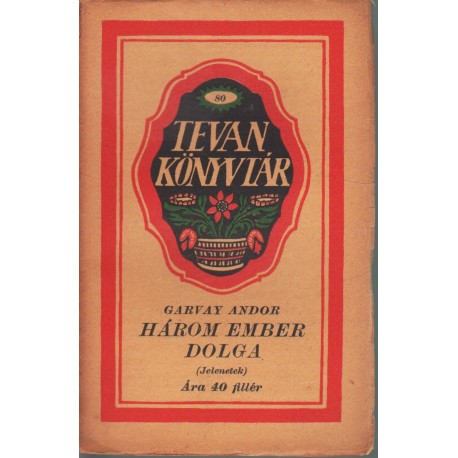 80
TEVAN
KÖNYVTÁR
GARVAY ANDOR
HÁROM EMBER
DOLGA
(Jelenetek)
Ára 40 fillér